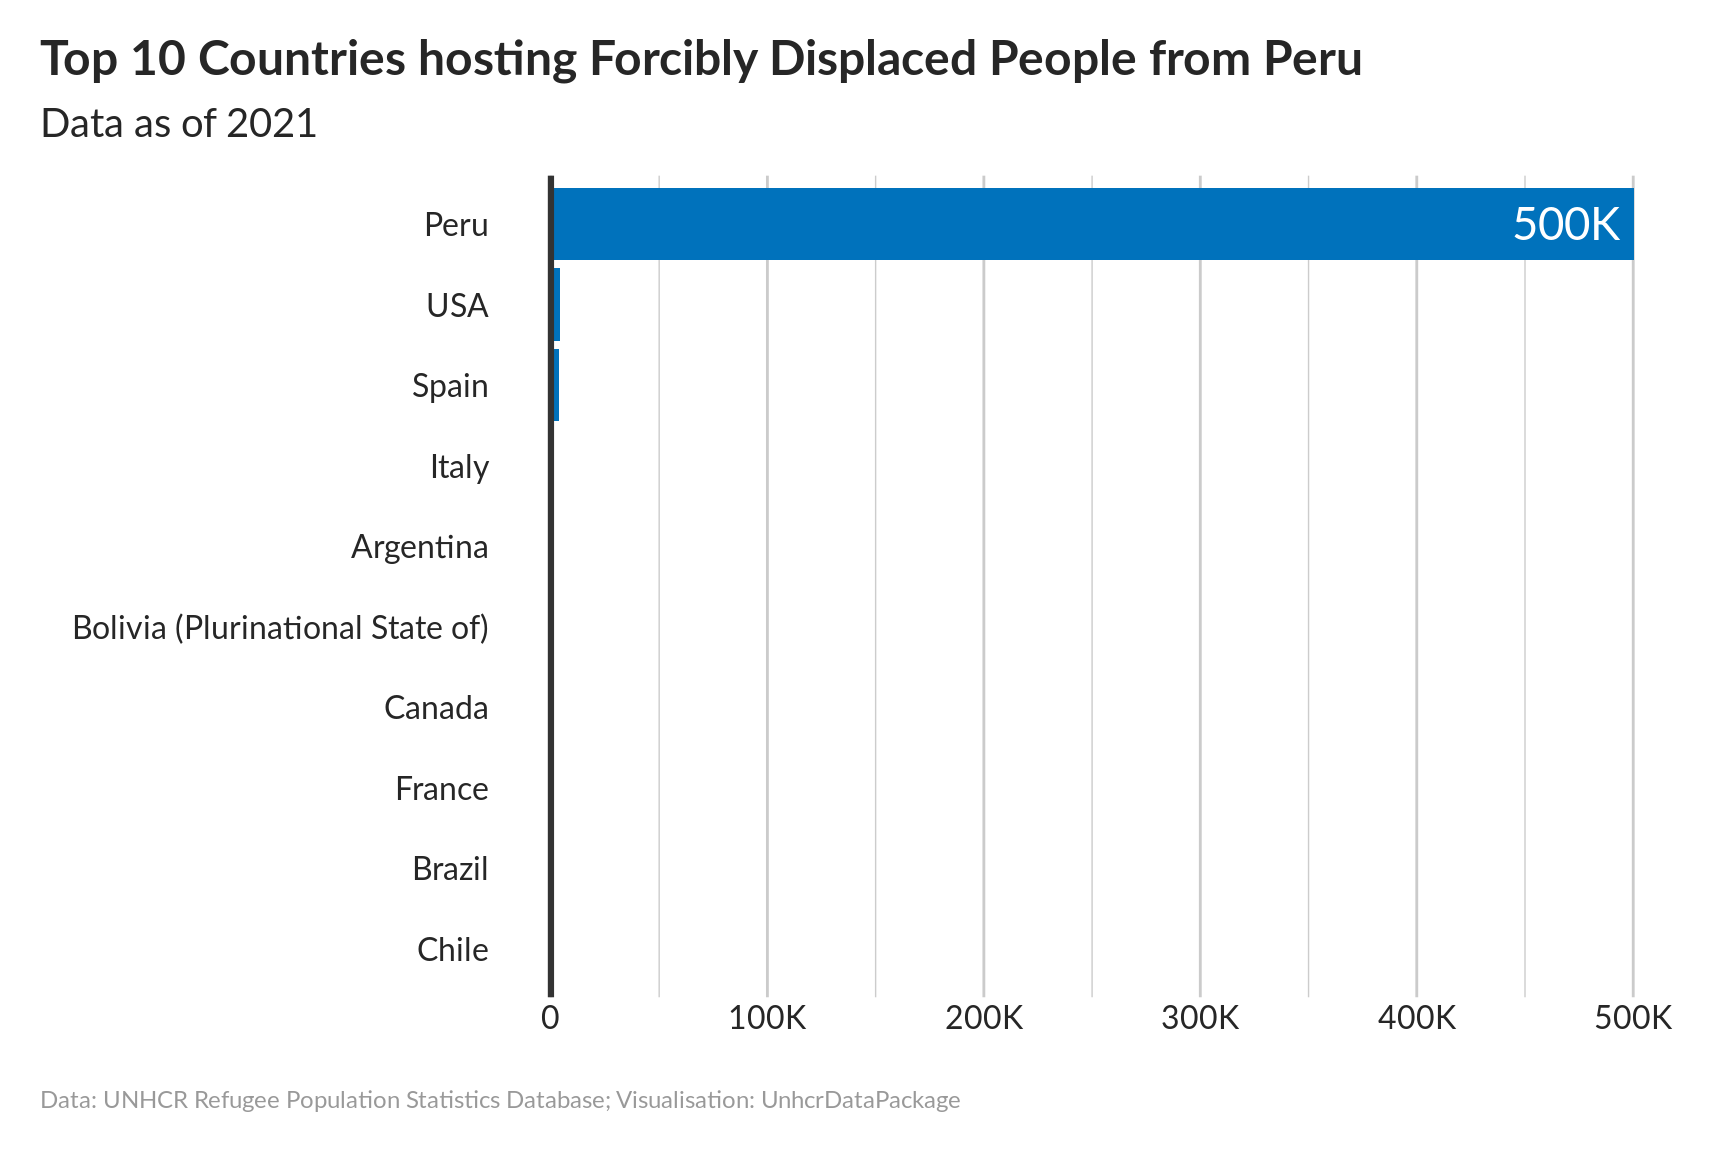 Top 10 Countries hosting Forcibly Displaced People from Peru
Data as of 2021
Peru
500K
USA
Spain
Italy
Argentina
Bolivia (Plurinational State of)
Canada
France
Brazil
Chile
0 100K 200K 300K 400K 500K
Data: UNHCR Refugee Population Statistics Database; Visualisation: UnhcrDataPackage